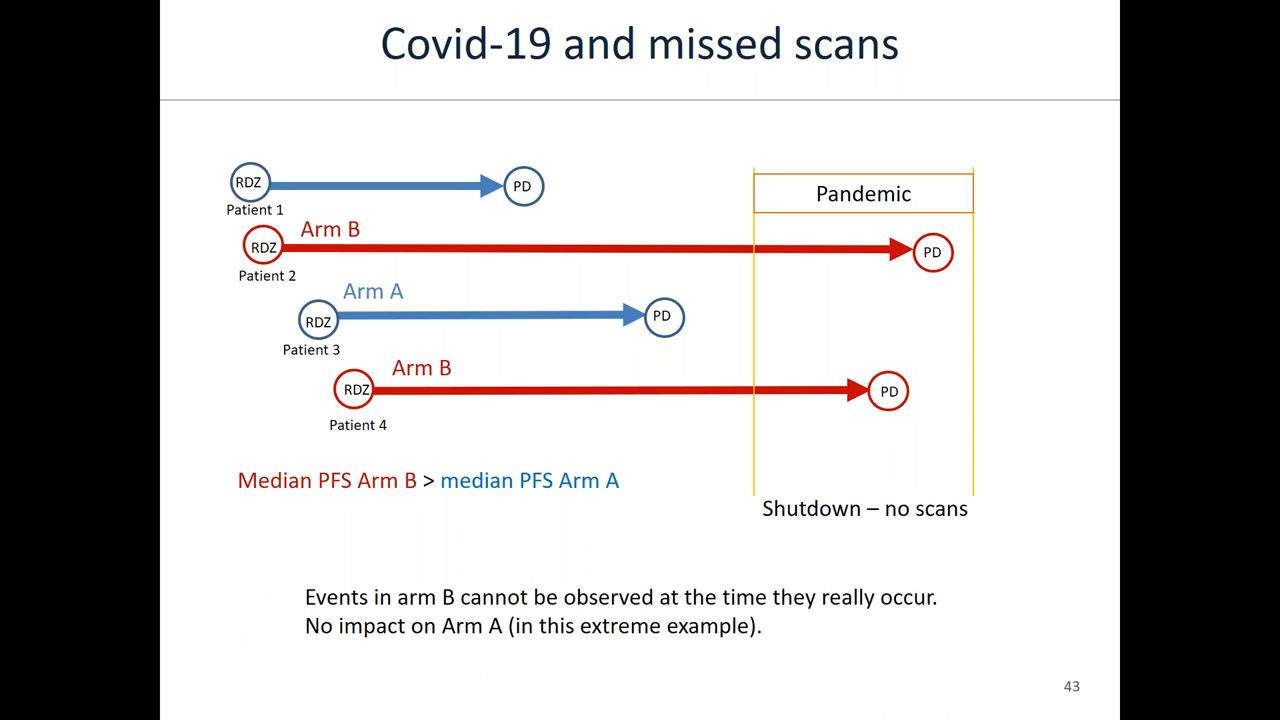 Covid-19 and missed scans
RDZ
PD
Patient 1
Pandemic
Arm B
RDZ
PD
Patient 2
Arm A
RDZ
PD
Patient 3
Arm B
RDZ
PD
Patient 4
Median PFS Arm B > median PFS Arm A
Shutdown – no scans
Events in arm B cannot be observed at the time they really occur.
No impact on Arm A (in this extreme example).
43